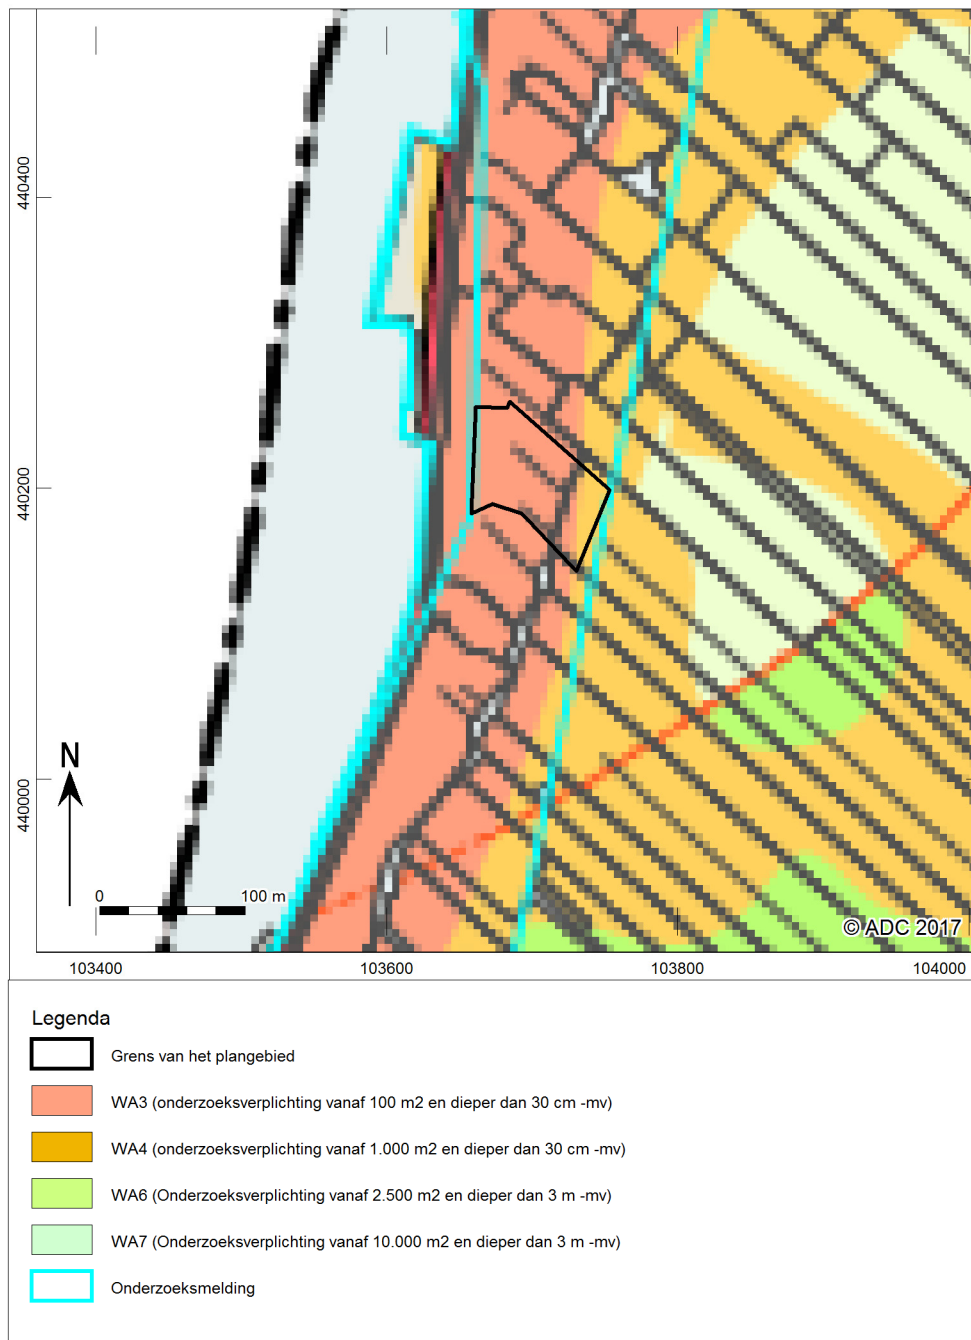 440400
440200
440000
N
0
100 m
© ADC 2017
103400
103600
103800
104000
Legenda
Grens van het plangebied
WA3 (onderzoeksverplichting vanaf 100 m2 en dieper dan 30 cm -mv)
WA4 (onderzoeksverplichting vanaf 1.000 m2 en dieper dan 30 cm -mv)
WA6 (Onderzoeksverplichting vanaf 2.500 m2 en dieper dan 3 m -mv)
WA7 (Onderzoeksverplichting vanaf 10.000 m2 en dieper dan 3 m -mv)
Onderzoeksmelding